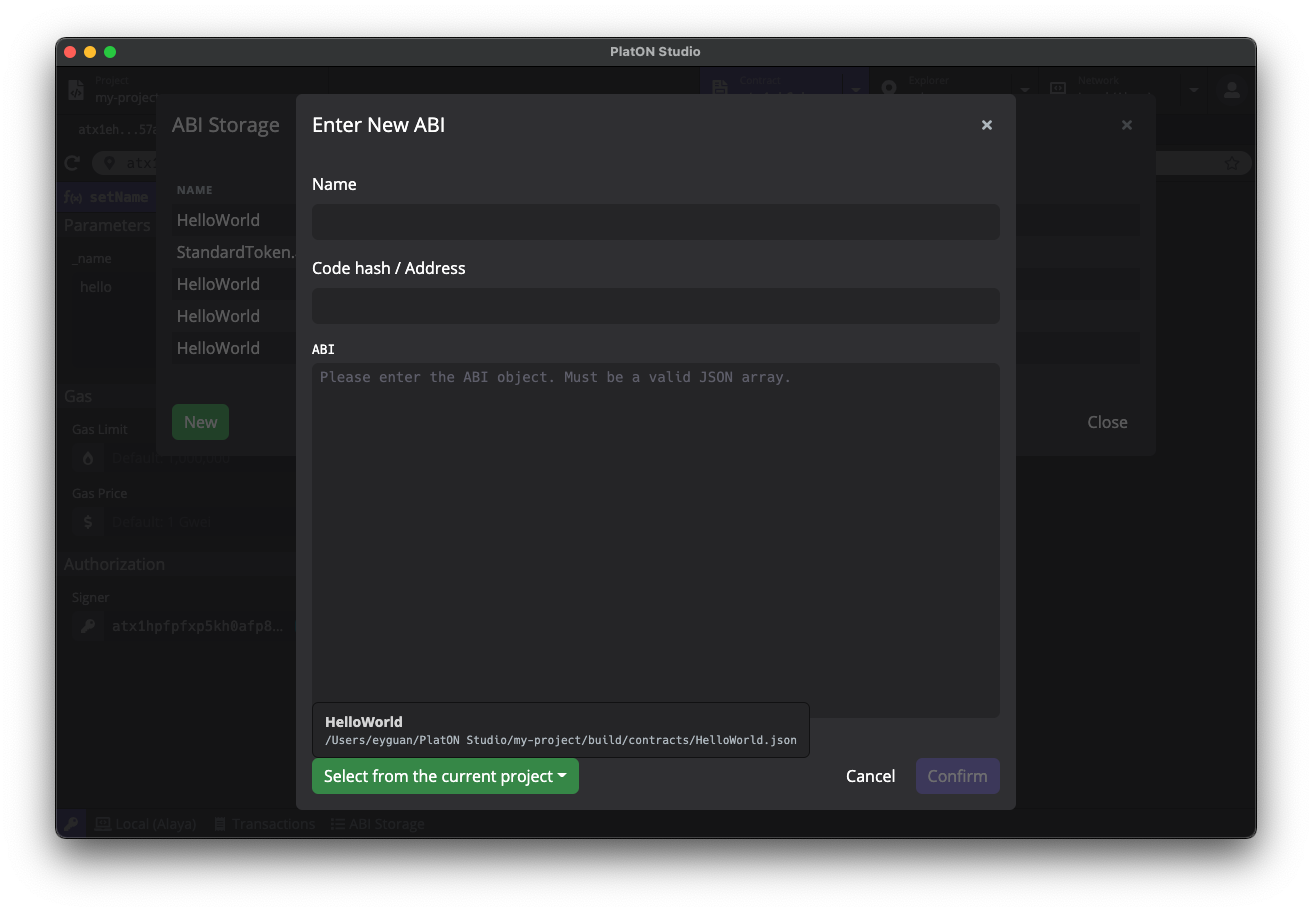 PlatON Studio
Project
my-project
Contract
Explorer
Network
atx1eh...57a
atx1
f(x) setName
Parameters
_name
hello
Gas
Gas Limit
Default:
Gas Price
Default: 1
Authorization
Signer
atx1hpfpfxp5kh0afp8...
ABI Storage
NAME
HelloWorld
StandardToken.
HelloWorld
HelloWorld
HelloWorld
New
Close
Enter New ABI
Name
Code hash / Address
ABI
Please enter the ABI object. Must be a valid JSON array.
HelloWorld
/Users/eyguan/PlatON Studio/my-project/build/contracts/HelloWorld.json
Select from the current project
Cancel
Confirm
Local (Alaya)
Transactions
ABI Storage